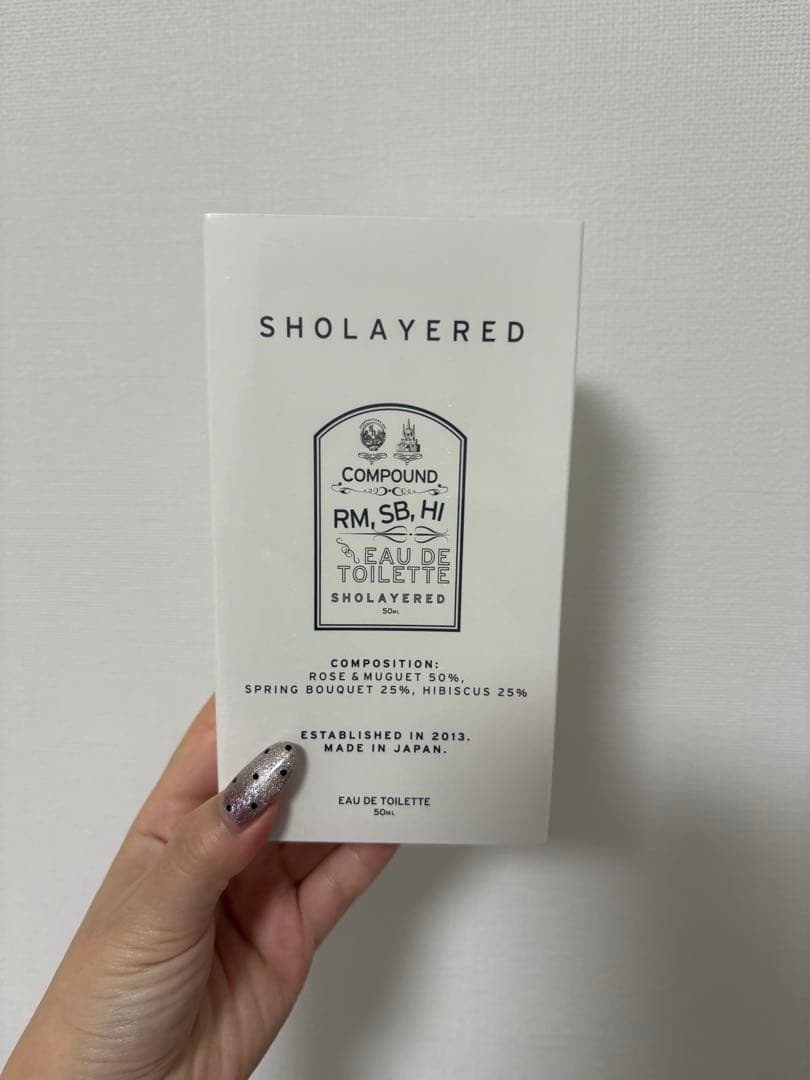 SHOLAYERED
COMPOUND
RM, SB, HI
EAU DE
TOILETTE
SHOLAYERED
50ML
COMPOSITION:
ROSE & MUGUET 50%,
SPRING BOUQUET 25%, HIBISCUS 25%
ESTABLISHED IN 2013.
MADE IN JAPAN.
EAU DE TOILETTE
50ML